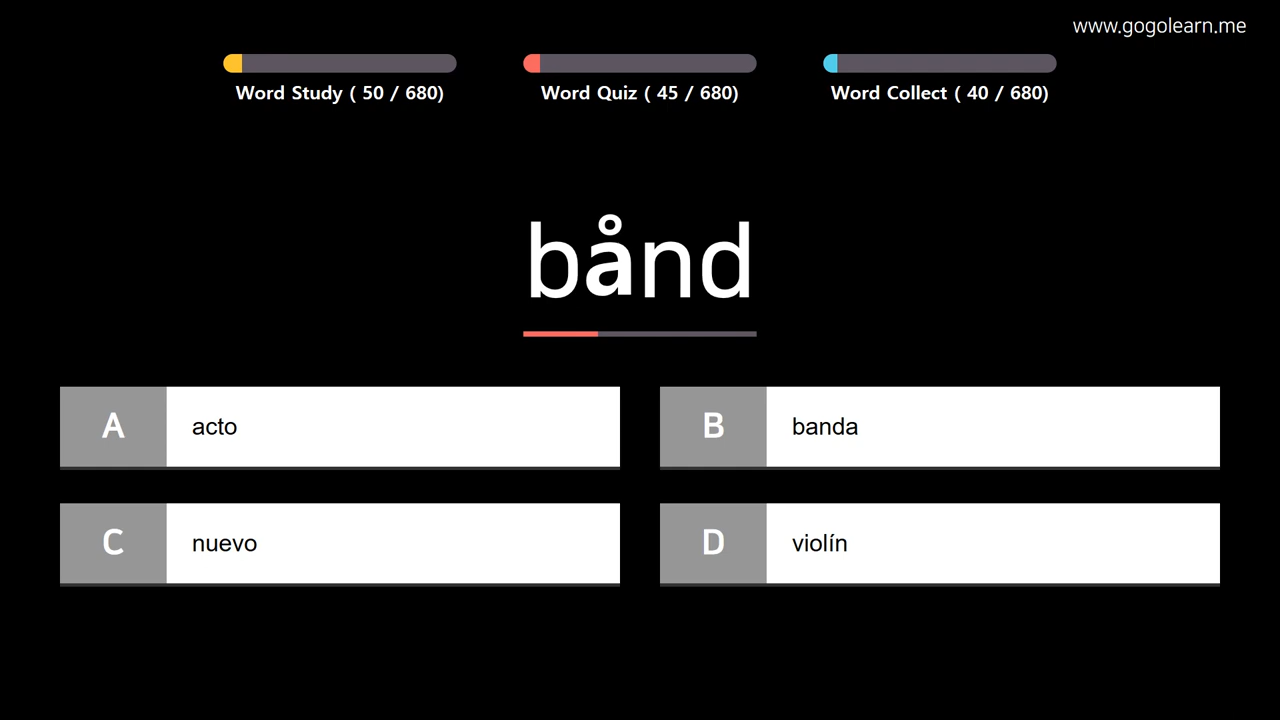 www.gogolearn.me
Word Study ( 50 / 680)
Word Quiz ( 45 / 680)
Word Collect ( 40 / 680)
bånd
A acto
B banda
C nuevo
D violín